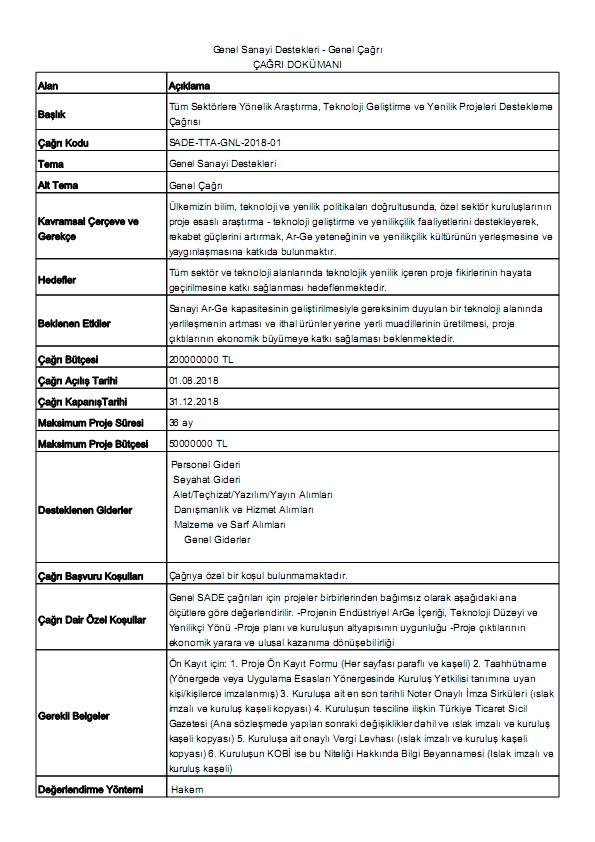 Genel Sanayi Destekleri - Genel Çağrı
ÇAĞRI DOKÜMANI
Alan
Açıklama
Başlık
Tüm Sektörlere Yönelik Araştırma, Teknoloji Geliştirme ve Yenilik Projeleri Destekleme
Çağrısı
Çağrı Kodu
SADE-TTA-GNL-2018-01
Tema
Genel Sanayi Destekleri
Alt Tema
Genel Çağrı
Kavramsal Çerçeve ve
Gerekçe
Ülkemizin bilim, teknoloji ve yenilik politikaları doğrultusunda, özel sektör kuruluşlarının
proje esaslı araştırma - teknoloji geliştirme ve yenilikçilik faaliyetlerini destekleyerek,
rekabet güçlerini artırmak, Ar-Ge yeteneğinin ve yenilikçilik kültürünün yerleşmesine ve
yaygınlaşmasına katkıda bulunmaktır.
Hedefler
Tüm sektör ve teknoloji alanlarında teknolojik yenilik içeren proje fikirlerinin hayata
geçirilmesine katkı sağlanması hedeflenmektedir.
Beklenen Etkiler
Sanayi Ar-Ge kapasitesinin geliştirilmesiyle gereksinim duyulan bir teknoloji alanında
yerlileşmenin artması ve ithal ürünler yerine yerli muadillerinin üretilmesi, proje
çıktılarının ekonomik büyümeye katkı sağlaması beklenmektedir.
Çağrı Bütçesi
200000000 TL
Çağrı Açılış Tarihi
01.08.2018
Çağrı KapanışTarihi
31.12.2018
Maksimum Proje Süresi
36 ay
Maksimum Proje Bütçesi
50000000 TL
Desteklenen Giderler
Personel Gideri
Seyahat Gideri
Alet/Teçhizat/Yazılım/Yayın Alımları
Danışmanlık ve Hizmet Alımları
Malzeme ve Sarf Alımları
Genel Giderler
Çağrı Başvuru Koşulları
Çağrıya özel bir koşul bulunmamaktadır.
Çağrı Dair Özel Koşullar
Genel SADE çağrıları için projeler birbirlerinden bağımsız olarak aşağıdaki ana
ölçütlere göre değerlendirilir. -Projenin Endüstriyel ArGe İçeriği, Teknoloji Düzeyi ve
Yenilikçi Yönü -Proje planı ve kuruluşun altyapısının uygunluğu -Proje çıktılarının
ekonomik yarara ve ulusal kazanıma dönüşebilirliği
Gerekli Belgeler
Ön Kayıt için: 1. Proje Ön Kayıt Formu (Her sayfası paraflı ve kaşeli) 2. Taahhütname
(Yönergede veya Uygulama Esasları Yönergesinde Kuruluş Yetkilisi tanımına uyan
kişi/kişilerce imzalanmış) 3. Kuruluşa ait en son tarihli Noter Onaylı İmza Sirküleri (ıslak
imzalı ve kuruluş kaşeli kopyası) 4. Kuruluşun tesciline ilişkin Türkiye Ticaret Sicil
Gazetesi (Ana sözleşmede yapılan sonraki değişiklikler dahil ve ıslak imzalı ve kuruluş
kaşeli kopyası) 5. Kuruluşa ait onaylı Vergi Levhası (ıslak imzalı ve kuruluş kaşeli
kopyası) 6. Kuruluşun KOBİ ise bu Niteliği Hakkında Bilgi Beyannamesi (Islak imzalı ve
kuruluş kaşeli)
Değerlendirme Yöntemi
Hakem